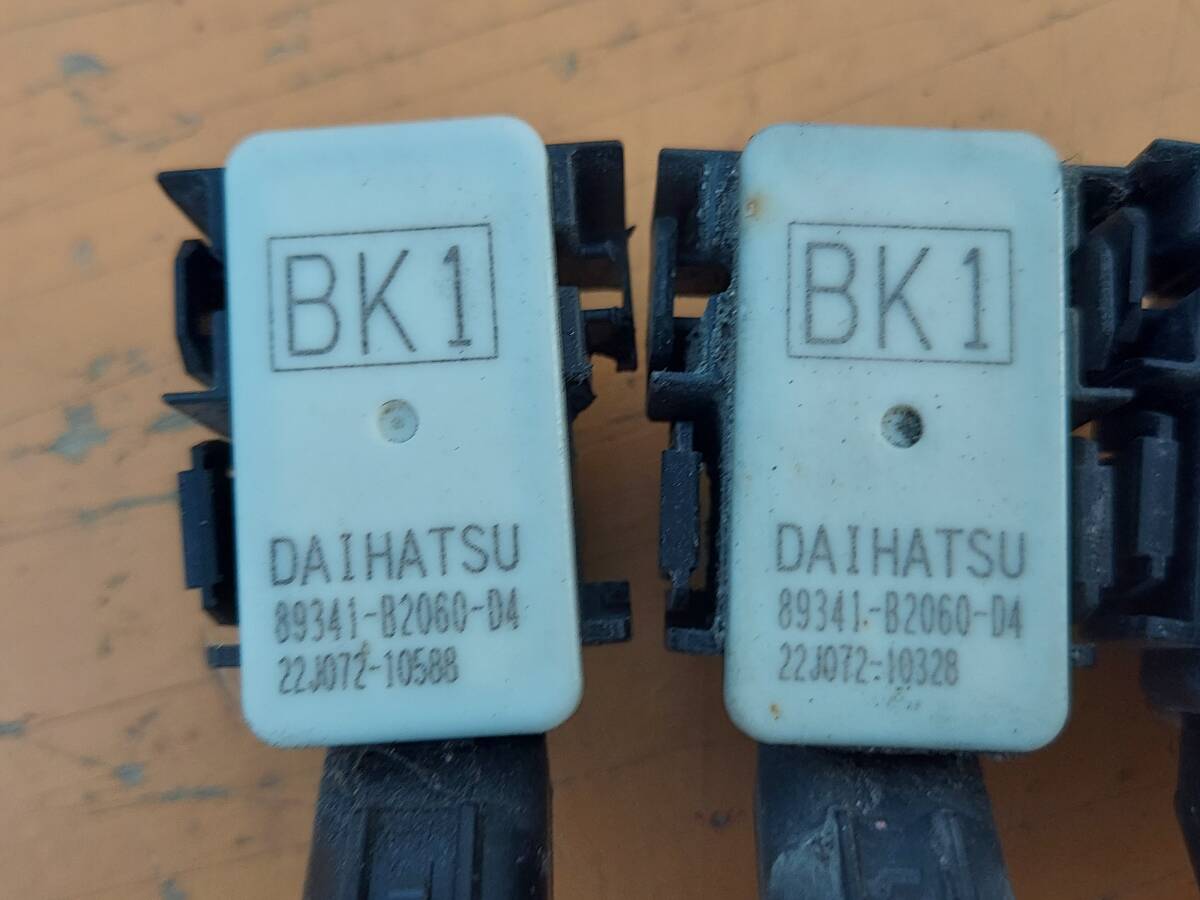 BK1
DAIHATSU
89341-B2060-D4
22J072-10588
BK1
DAIHATSU
89341-B2060-D4
22J072-10328